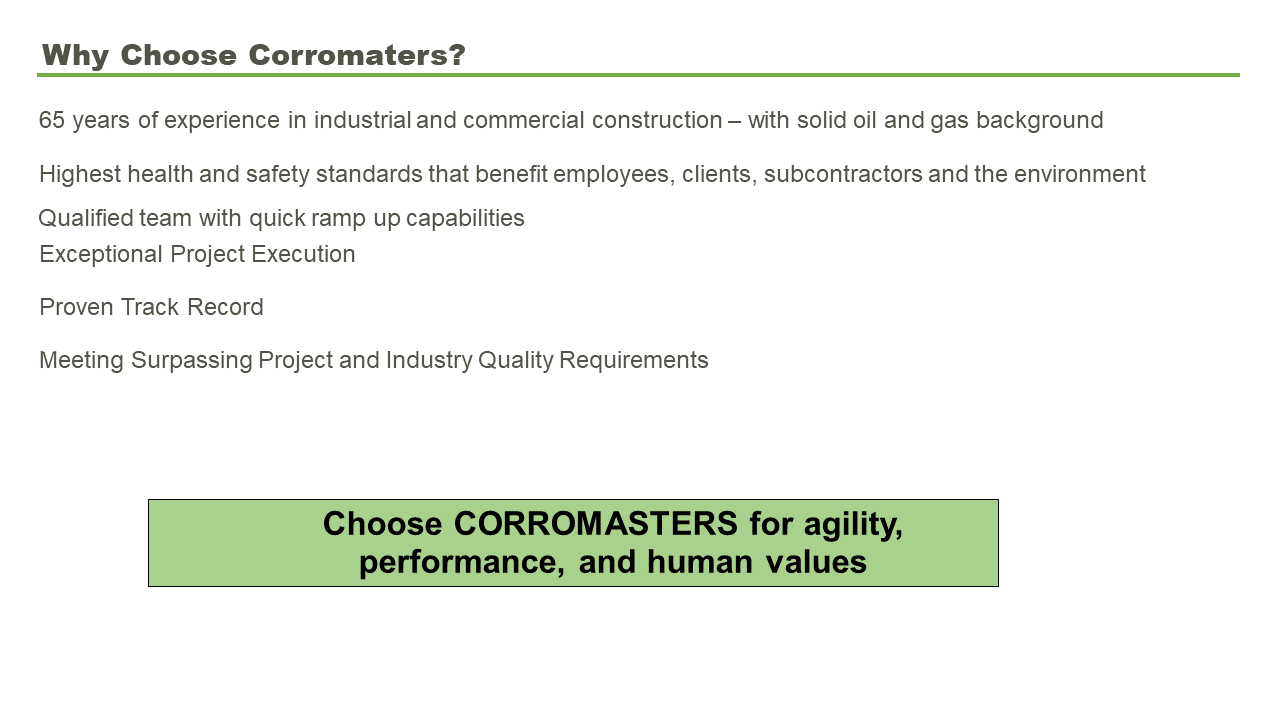 Why Choose Corromaters?
65 years of experience in industrial and commercial construction – with solid oil and gas background
Highest health and safety standards that benefit employees, clients, subcontractors and the environment
Qualified team with quick ramp up capabilities
Exceptional Project Execution
Proven Track Record
Meeting Surpassing Project and Industry Quality Requirements
Choose CORROMASTERS for agility,
performance, and human values